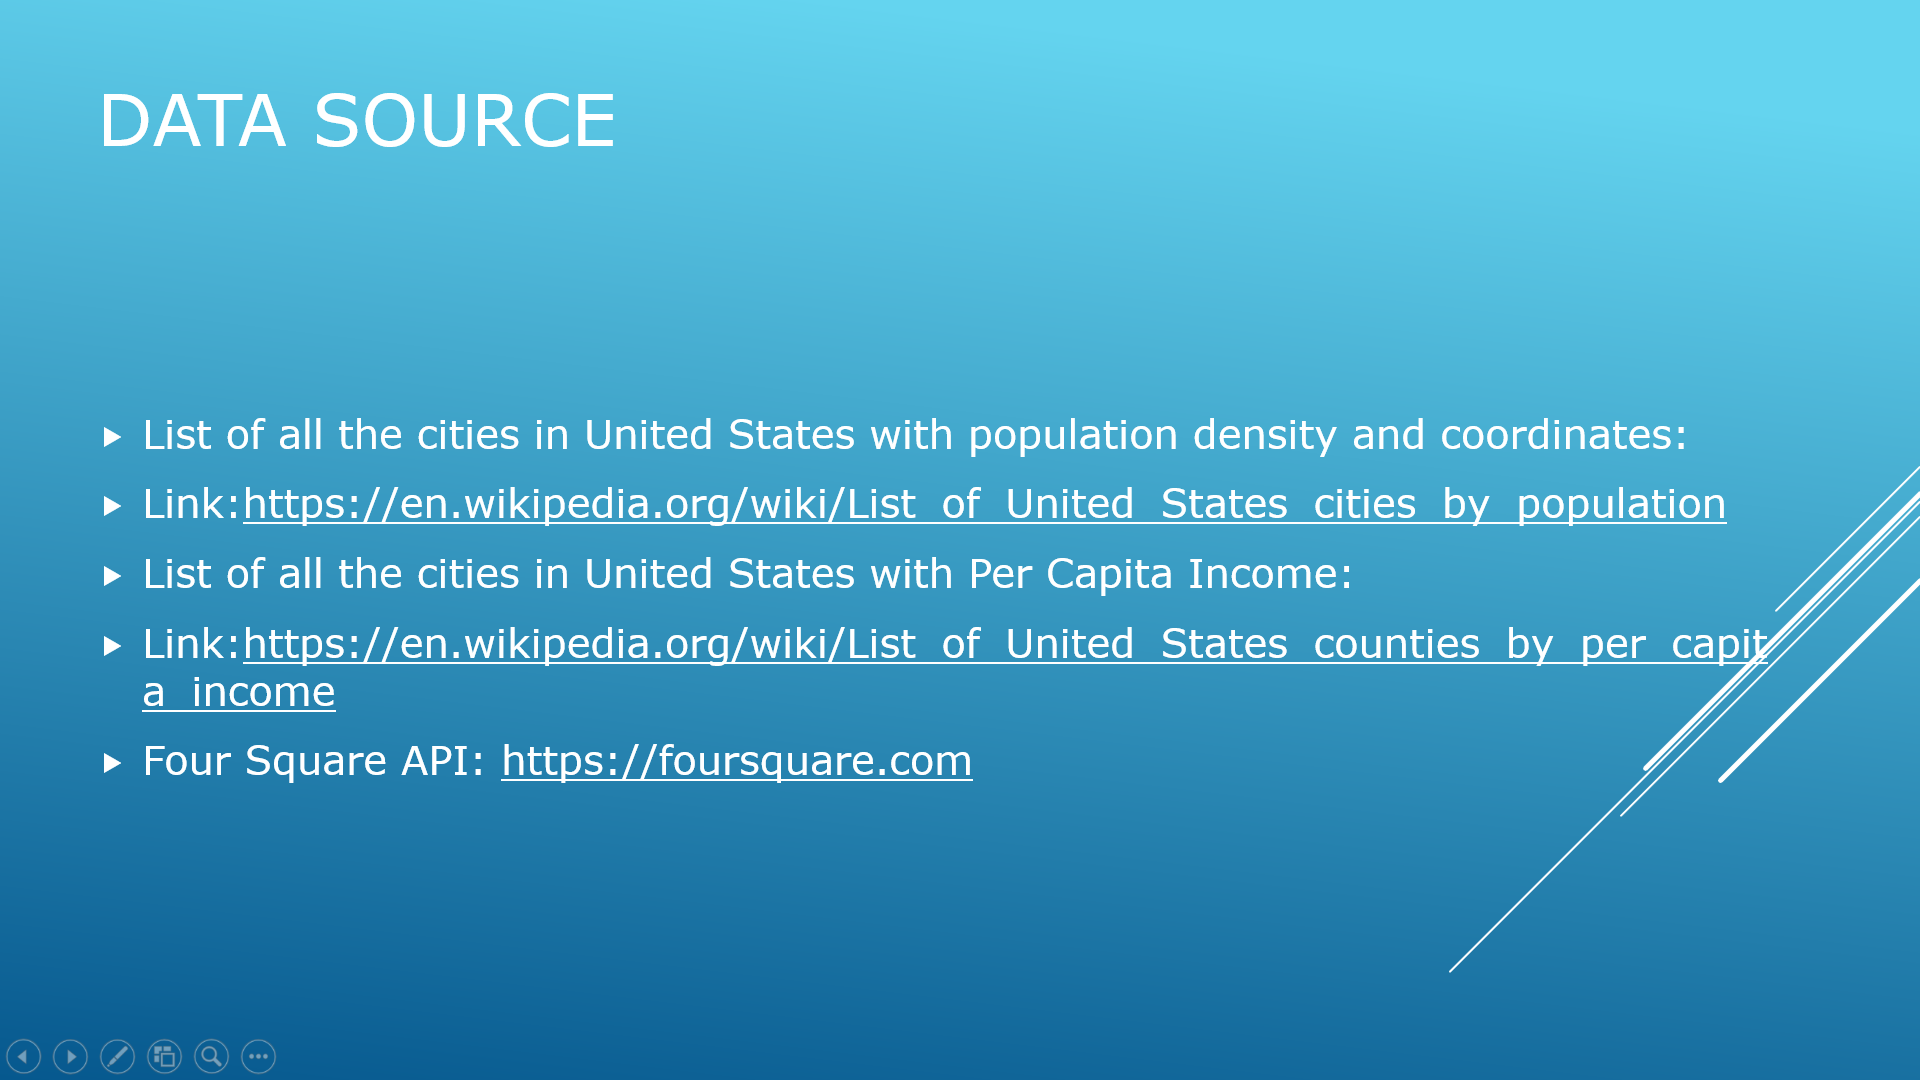 DATA SOURCE
List of all the cities in United States with population density and coordinates:
Link:https://en.wikipedia.org/wiki/List_of_United_States_cities_by_population
List of all the cities in United States with Per Capita Income:
Link:https://en.wikipedia.org/wiki/List_of_United_States_counties_by_per_capit
a_income
Four Square API: https://foursquare.com